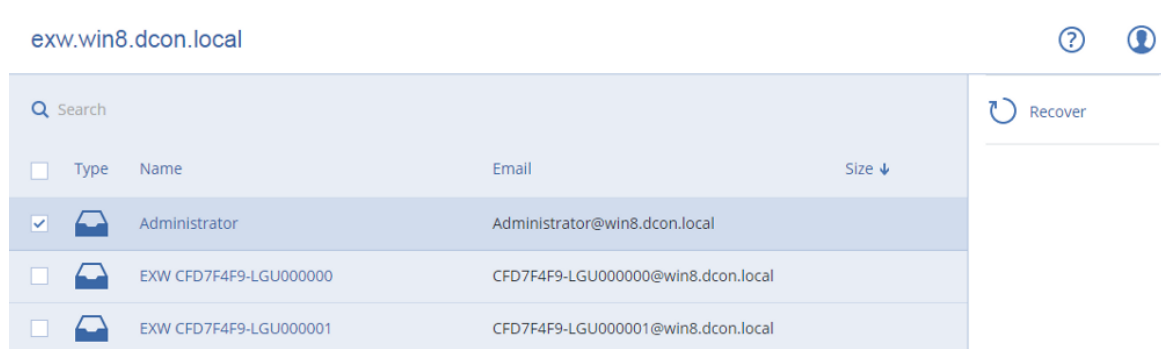 exw.win8.dcon.local
Search
Recover
Type Name Email Size
Administrator Administrator@win8.dcon.local
EXW CFD7F4F9-LGU000000 CFD7F4F9-LGU000000@win8.dcon.local
EXW CFD7F4F9-LGU000001 CFD7F4F9-LGU000001@win8.dcon.local